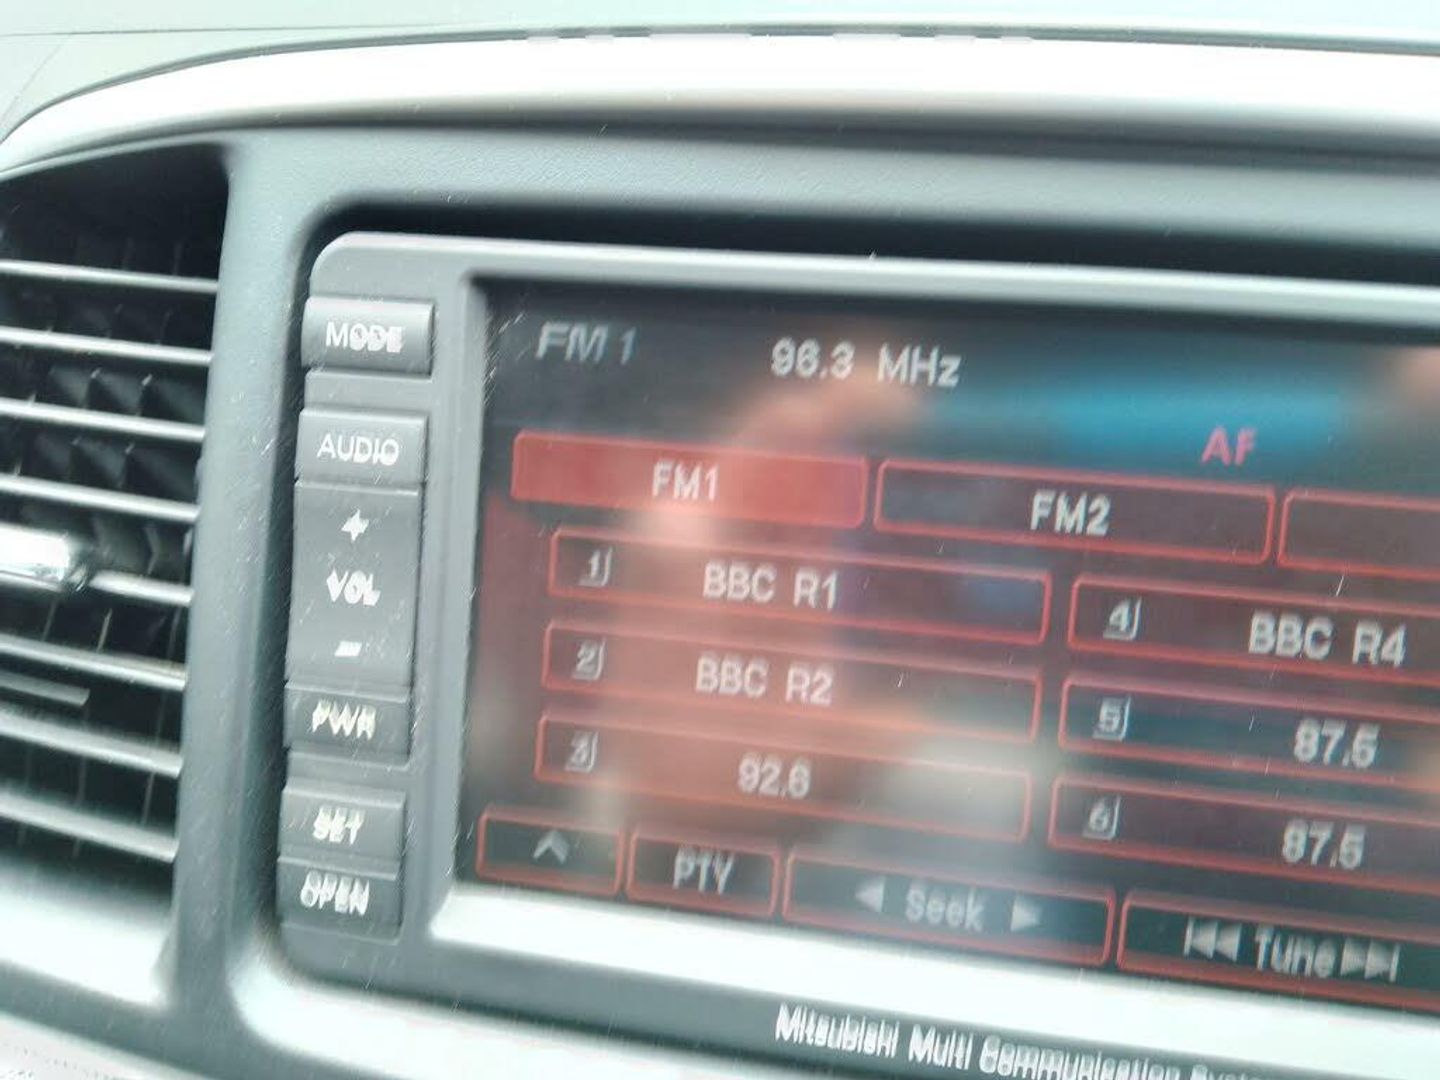 MODE
AUDIO
+
VOL
-
PWR
SET
OPEN
FM 1 96.3 MHz
AF
FM1 FM2
1 BBC R1 4 BBC R4
2 BBC R2 5 87.5
3 92.6 6 87.5
PTY Seek Tune
Mitsubishi Multi Communication System